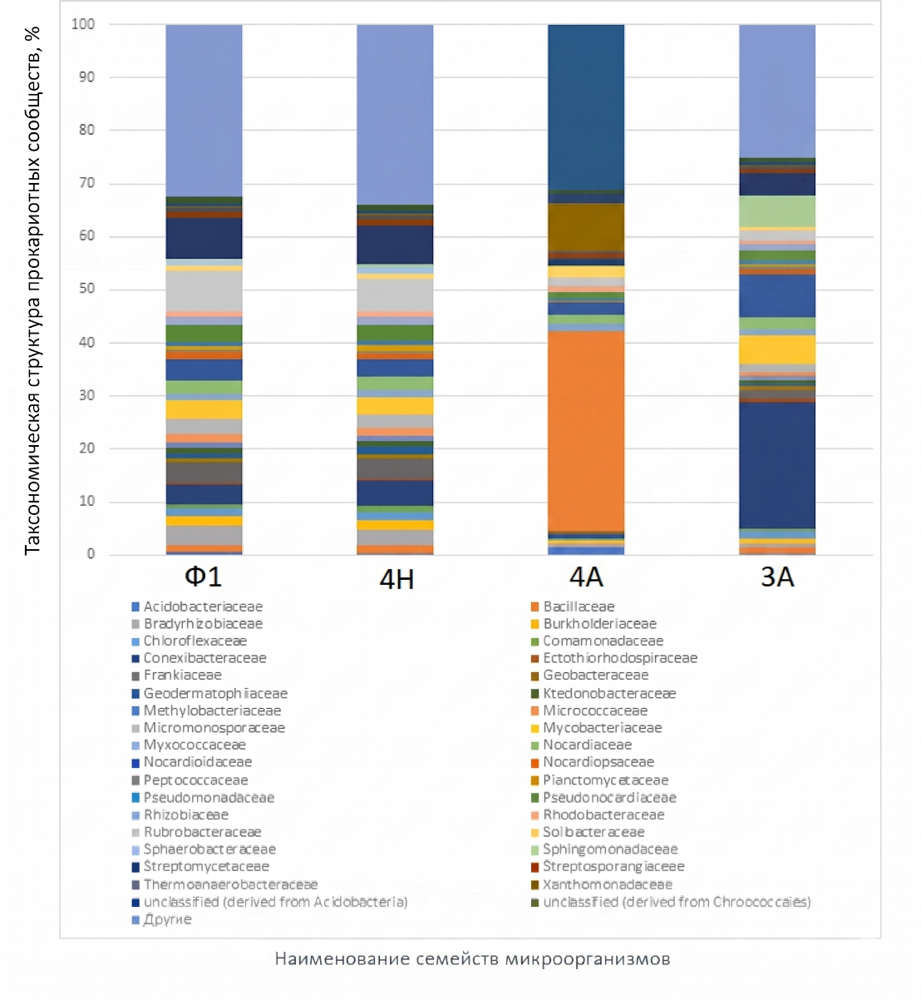 Таксономическая структура прокариотных сообществ, %
100
90
80
70
60
50
40
30
20
10
0
Ф1 4Н 4А 3А
Acidobacteriaceae Bacillaceae
Bradyrhizobiaceae Burkholderiaceae
Chloroflexaceae Comamonadaceae
Conexibacteraceae Ectothiorhodospiraceae
Frankiaceae Geobacteraceae
Geodermatophilaceae Ktedonobacteraceae
Methylobacteriaceae Micrococcaceae
Micromonosporaceae Mycobacteriaceae
Myxococcaceae Nocardiaceae
Nocardioidaceae Nocardiopsaceae
Peptococcaceae Planctomycetaceae
Pseudomonadaceae Pseudonocardiaceae
Rhizobiaceae Rhodobacteraceae
Rubrobacteraceae Solibacteraceae
Sphaerobacteraceae Sphingomonadaceae
Streptomycetaceae Streptosporangiaceae
Thermoanaerobacteraceae Xanthomonadaceae
unclassified (derived from Acidobacteria) unclassified (derived from Chroococcales)
Другие
Наименование семейств микроорганизмов